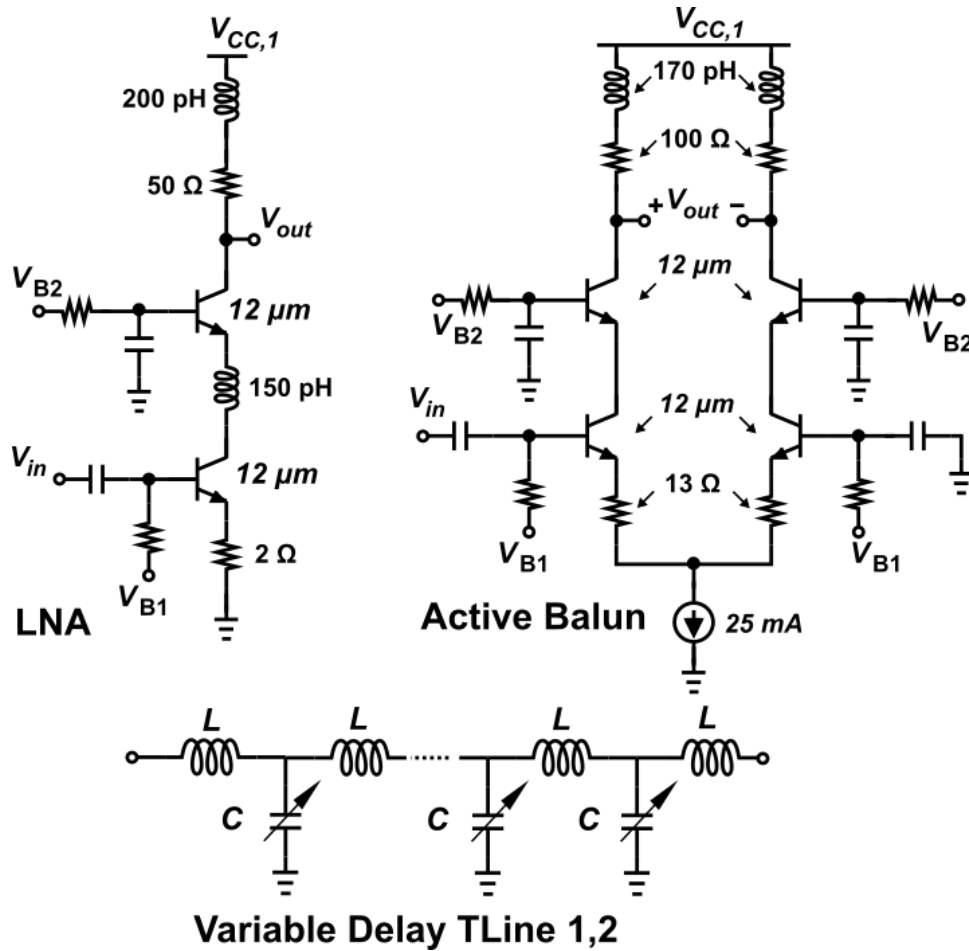 V_CC,1
200 pH
50 Ω
V_out
V_B2
12 μm
150 pH
V_in
12 μm
2 Ω
V_B1
LNA
V_CC,1
170 pH
100 Ω
+ V_out −
12 μm
V_B2
V_B2
V_in
12 μm
13 Ω
V_B1
V_B1
Active Balun
25 mA
L L L L
C C C
Variable Delay TLine 1,2